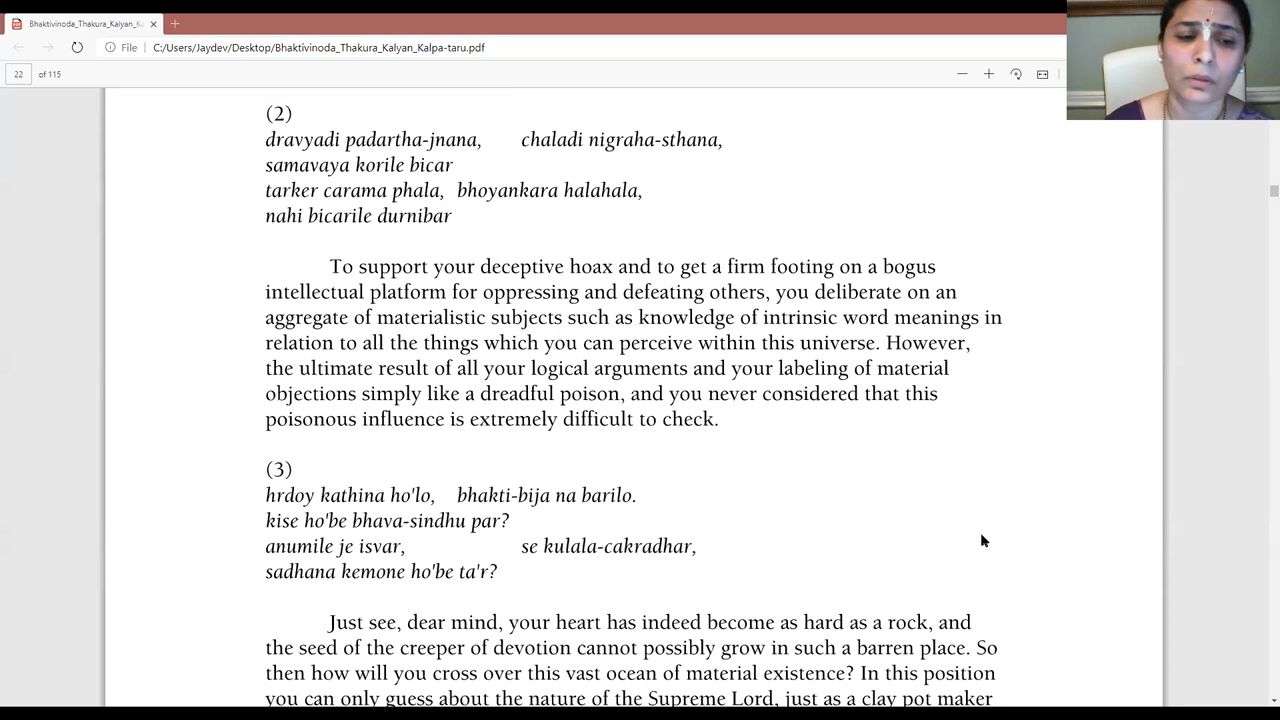 Bhaktivinoda_Thakura_Kalyan_K
File C:/Users/Jaydev/Desktop/Bhaktivinoda_Thakura_Kalyan_Kalpa-taru.pdf
22 of 115
(2)
dravyadi padartha-jnana, chaladi nigraha-sthana,
samavaya korile bicar
tarker carama phala, bhoyankara halahala,
nahi bicarile durnibar
To support your deceptive hoax and to get a firm footing on a bogus
intellectual platform for oppressing and defeating others, you deliberate on an
aggregate of materialistic subjects such as knowledge of intrinsic word meanings in
relation to all the things which you can perceive within this universe. However,
the ultimate result of all your logical arguments and your labeling of material
objections simply like a dreadful poison, and you never considered that this
poisonous influence is extremely difficult to check.
(3)
hrdoy kathina ho'lo, bhakti-bija na barilo.
kise ho'be bhava-sindhu par?
anumile je isvar, se kulala-cakradhar,
sadhana kemone ho'be ta'r?
Just see, dear mind, your heart has indeed become as hard as a rock, and
the seed of the creeper of devotion cannot possibly grow in such a barren place. So
then how will you cross over this vast ocean of material existence? In this position
you can only guess about the nature of the Supreme Lord, just as a clay pot maker